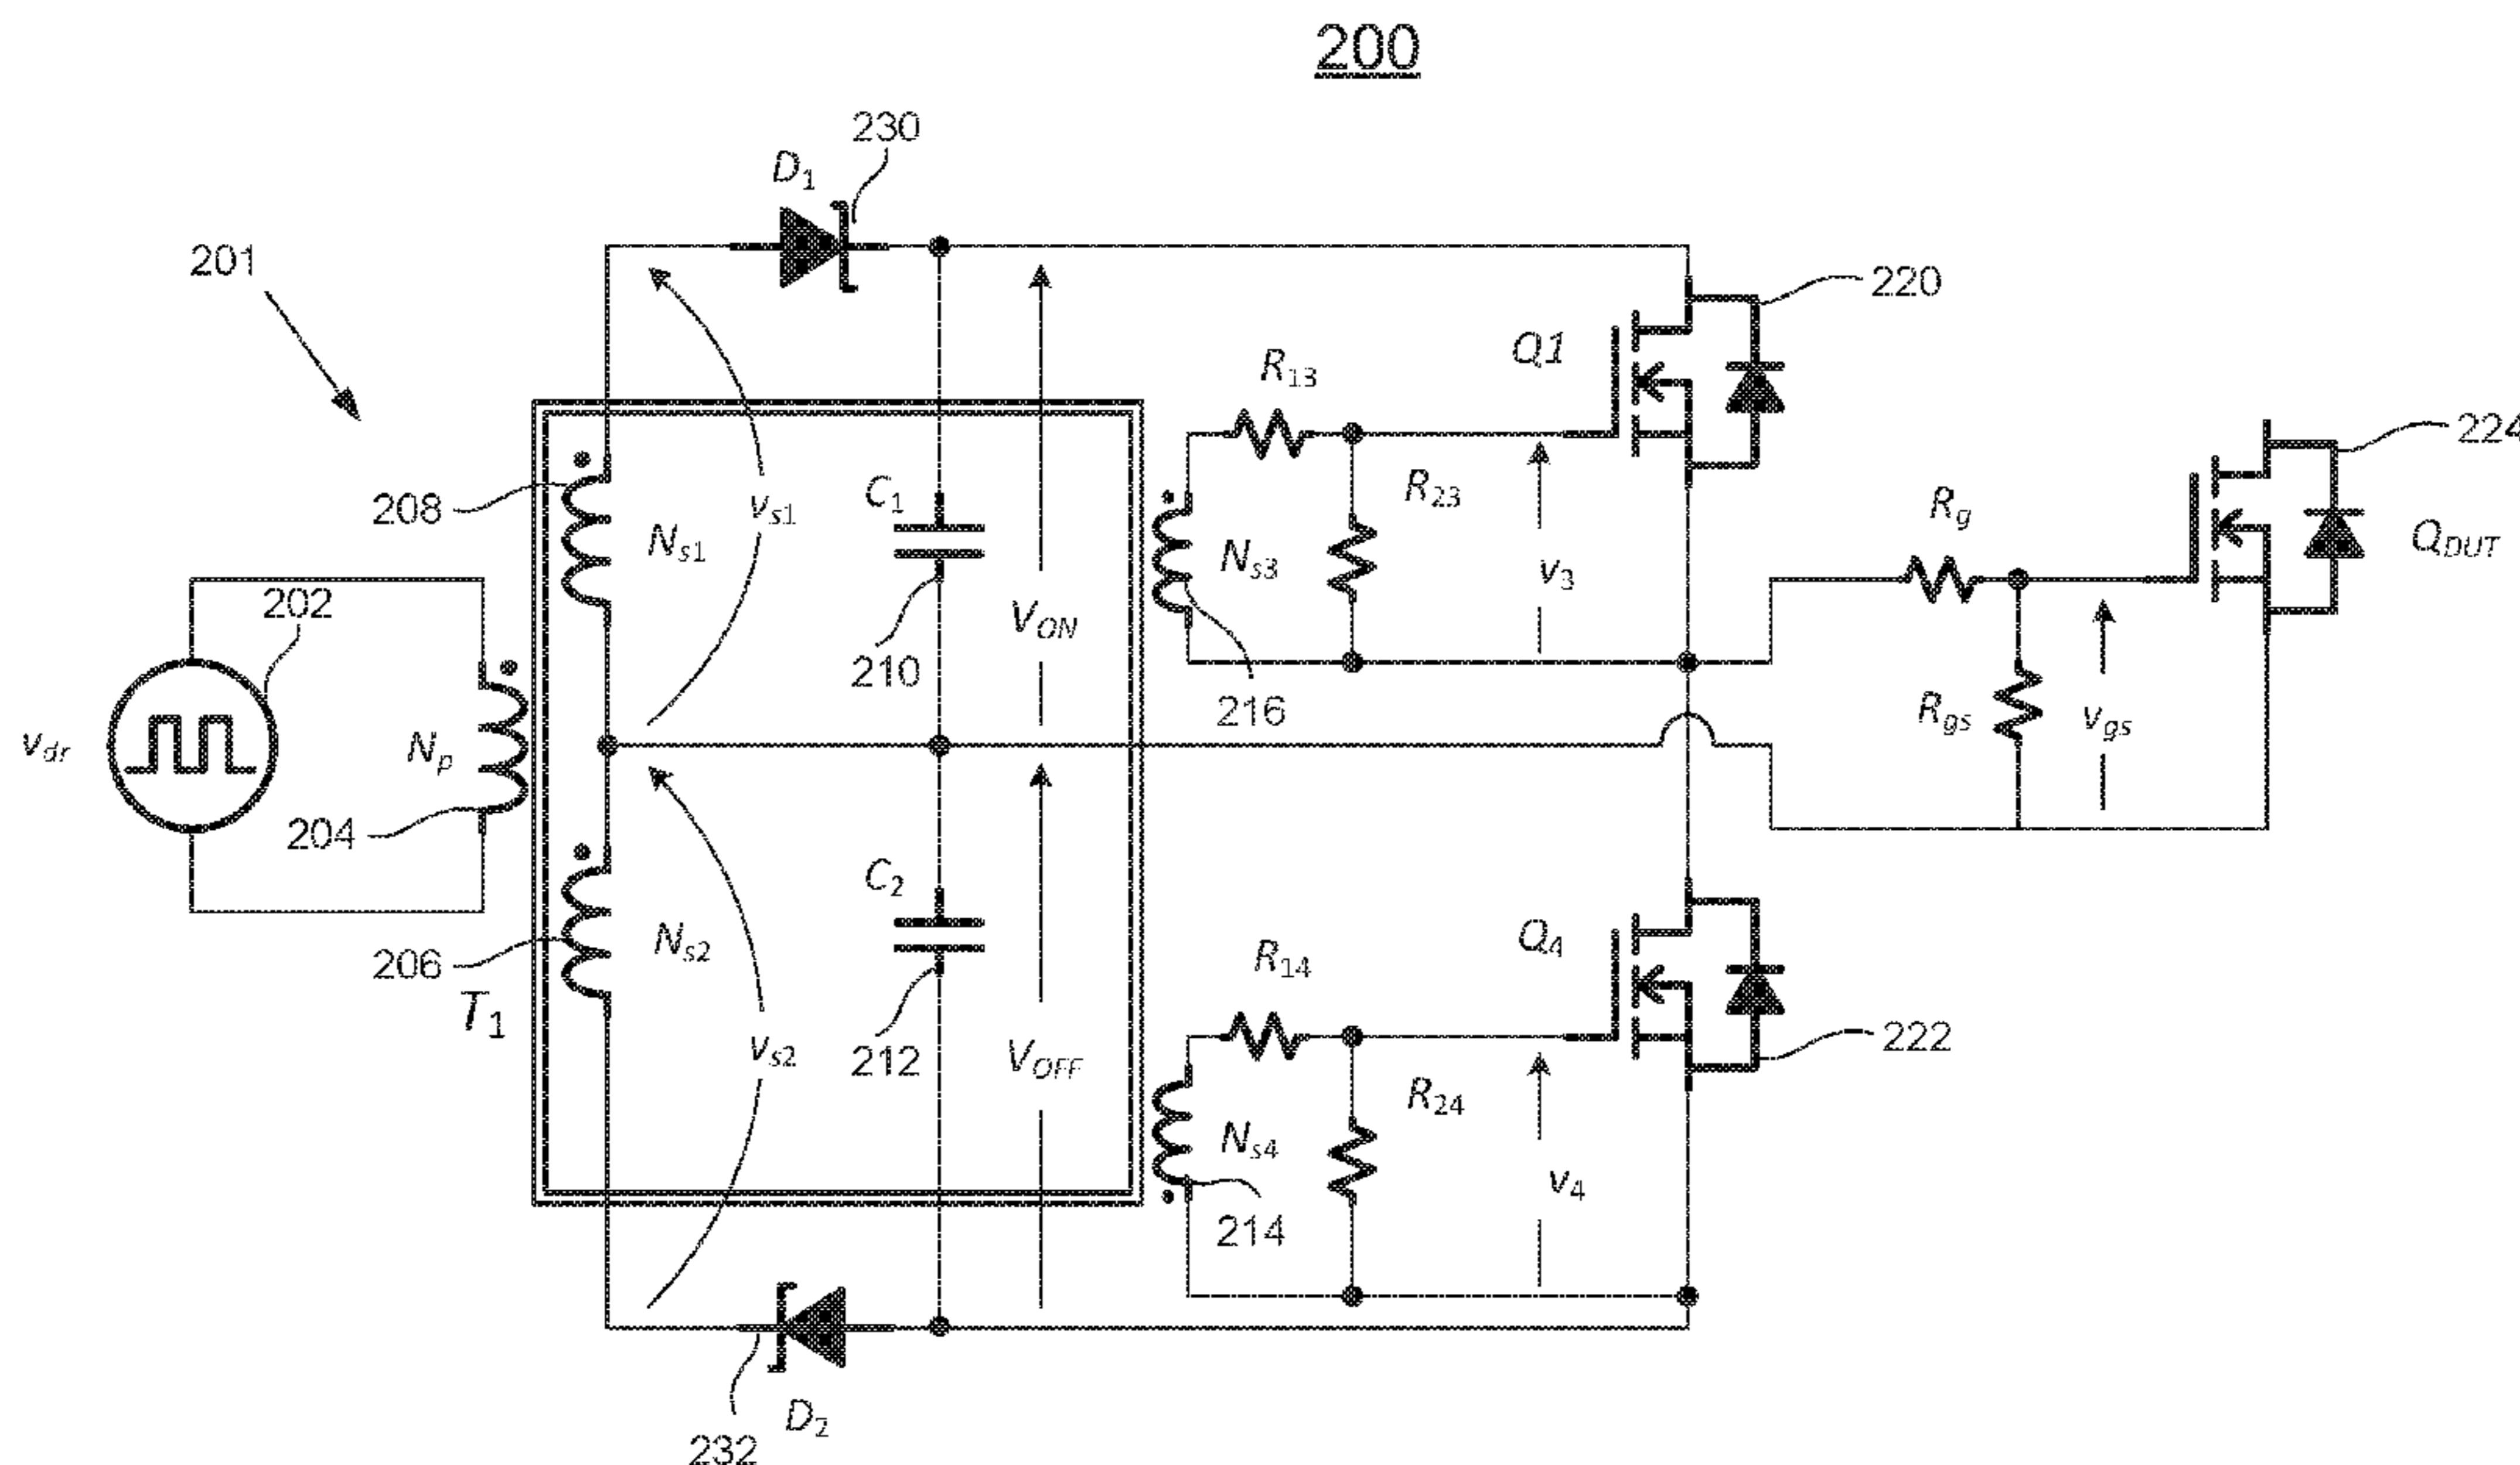 200
230
D1
201
220
Q1
R13
224
208
vs1
C1
R23
Rg
Ns1
Ns3
v3
QDUT
202
VON
210
216
Rgs
vgs
vdr
Np
204
C2
Q4
206
Ns2
R14
T1
212
vs2
VOFF
222
R24
Ns4
v4
214
D2
232